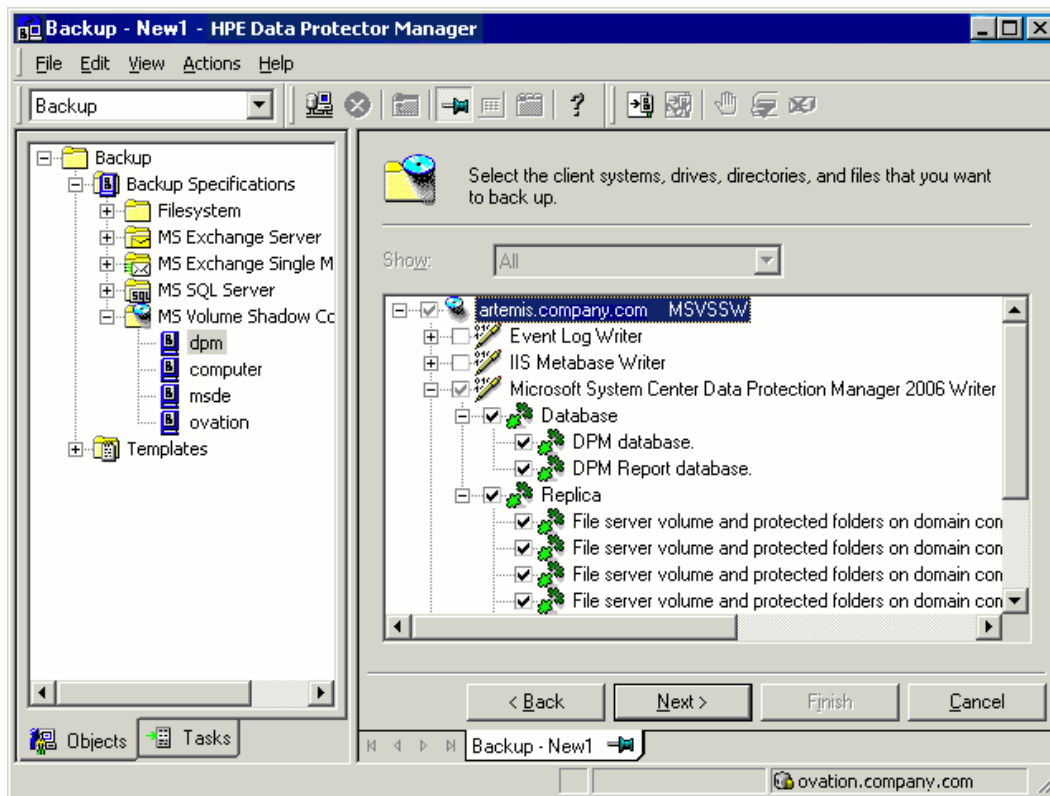 Backup - New1 - HPE Data Protector Manager
File Edit View Actions Help
Backup
Backup
Backup Specifications
Filesystem
MS Exchange Server
MS Exchange Single M
MS SQL Server
MS Volume Shadow Co
dpm
computer
msde
ovation
Templates
Objects Tasks
Select the client systems, drives, directories, and files that you want
to back up.
Show: All
artemis.company.com MSVSSW
Event Log Writer
IIS Metabase Writer
Microsoft System Center Data Protection Manager 2006 Writer
Database
DPM database.
DPM Report database.
Replica
File server volume and protected folders on domain con
File server volume and protected folders on domain con
File server volume and protected folders on domain con
File server volume and protected folders on domain con
< Back Next > Finish Cancel
Backup - New1
ovation.company.com